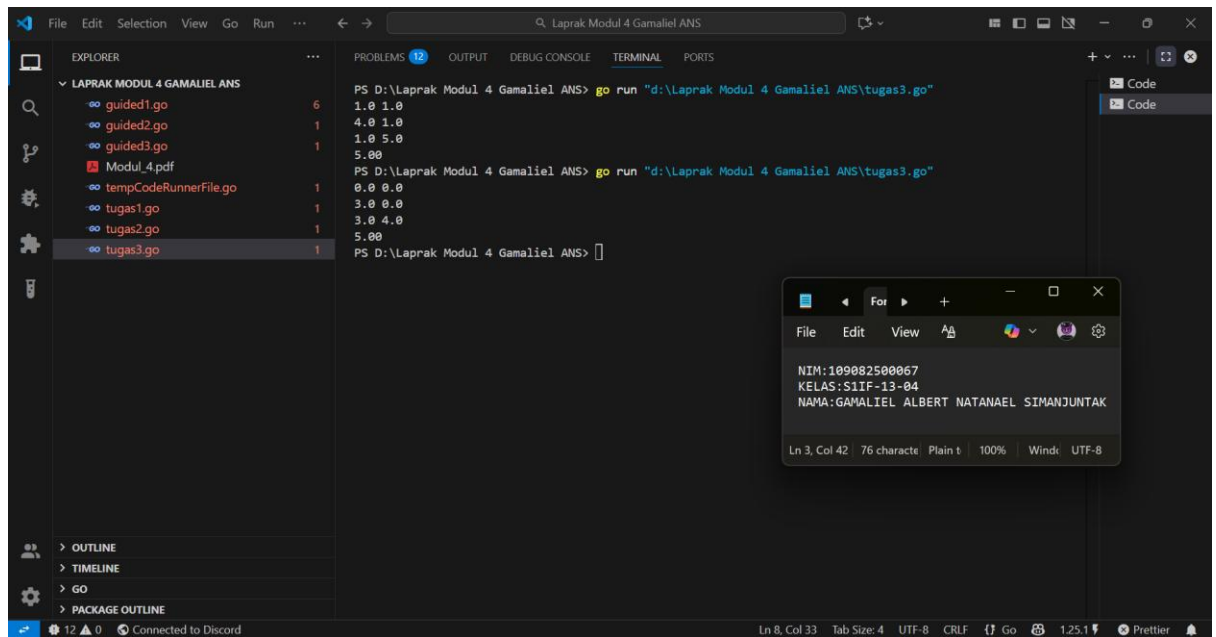 File Edit Selection View Go Run ···
Laprak Modul 4 Gamaliel ANS
EXPLORER ···
LAPRAK MODUL 4 GAMALIEL ANS
guided1.go 6
guided2.go 1
guided3.go 1
Modul_4.pdf
tempCodeRunnerFile.go 1
tugas1.go 1
tugas2.go 1
tugas3.go 1
OUTLINE
TIMELINE
GO
PACKAGE OUTLINE
PROBLEMS 12 OUTPUT DEBUG CONSOLE TERMINAL PORTS
PS D:\Laprak Modul 4 Gamaliel ANS> go run "d:\Laprak Modul 4 Gamaliel ANS\tugas3.go"
1.0 1.0
4.0 1.0
1.0 5.0
5.00
PS D:\Laprak Modul 4 Gamaliel ANS> go run "d:\Laprak Modul 4 Gamaliel ANS\tugas3.go"
0.0 0.0
3.0 0.0
3.0 4.0
5.00
PS D:\Laprak Modul 4 Gamaliel ANS>
Code
Code
For
File Edit View
NIM:109082500067
KELAS:S1IF-13-04
NAMA:GAMALIEL ALBERT NATANAEL SIMANJUNTAK
Ln 3, Col 42 76 characte Plain t 100% Wind UTF-8
12 0 Connected to Discord Ln 8, Col 33 Tab Size: 4 UTF-8 CRLF {} Go 1.25.1 Prettier